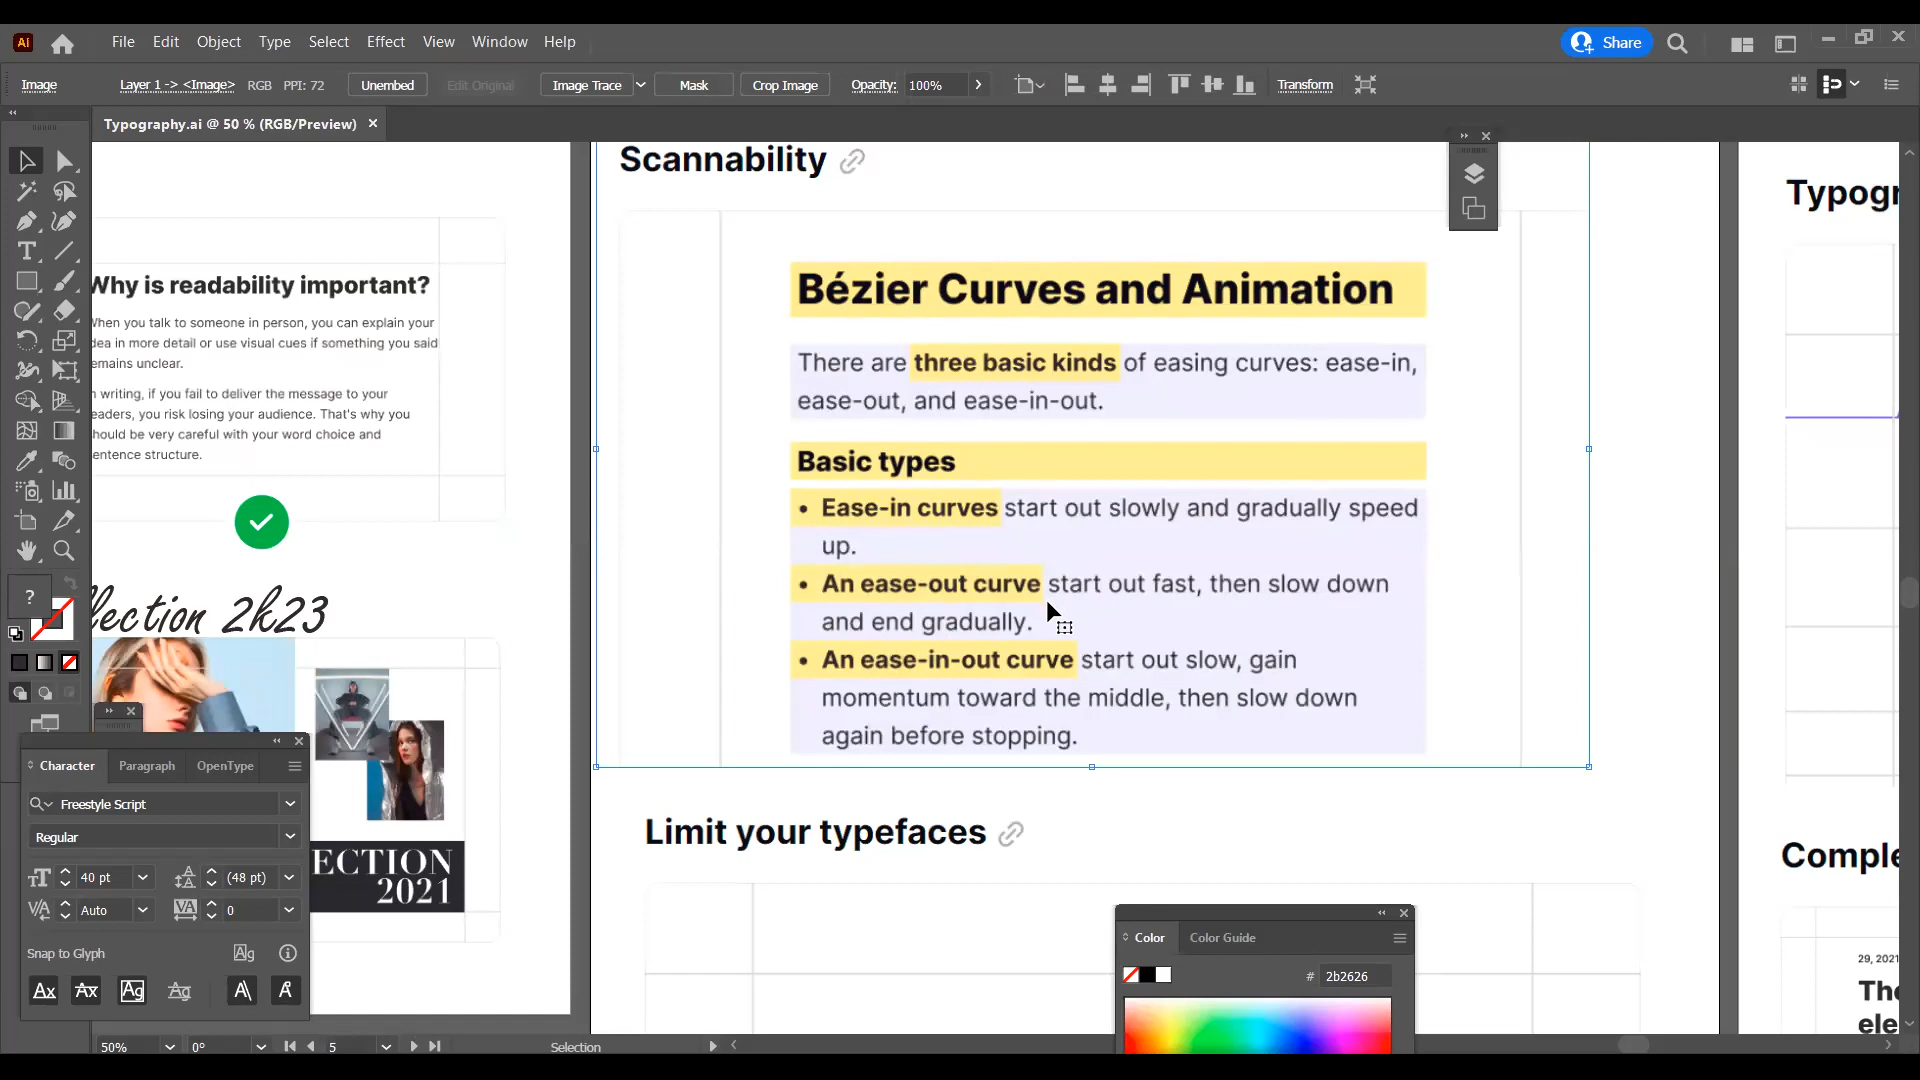 Ai
File Edit Object Type Select Effect View Window Help
Share
Image
Layer 1 -> <Image> RGB PPI: 72
Unembed
Edit Original
Image Trace
Mask
Crop Image
Opacity: 100%
Transform
Typography.ai @ 50 % (RGB/Preview)
Why is readability important?
When you talk to someone in person, you can explain your
dea in more detail or use visual cues if something you said
emains unclear.
n writing, if you fail to deliver the message to your
eaders, you risk losing your audience. That's why you
should be very careful with your word choice and
entence structure.
llection 2k23
ECTION
2021
Scannability
Bézier Curves and Animation
There are three basic kinds of easing curves: ease-in,
ease-out, and ease-in-out.
Basic types
• Ease-in curves start out slowly and gradually speed
up.
• An ease-out curve start out fast, then slow down
and end gradually.
• An ease-in-out curve start out slow, gain
momentum toward the middle, then slow down
again before stopping.
Limit your typefaces
Typogr
Comple
29, 2021
The
ele
?
Character Paragraph OpenType
Freestyle Script
Regular
40 pt (48 pt)
Auto 0
Snap to Glyph
Color Color Guide
# 2b2626
50% 0° 5 Selection